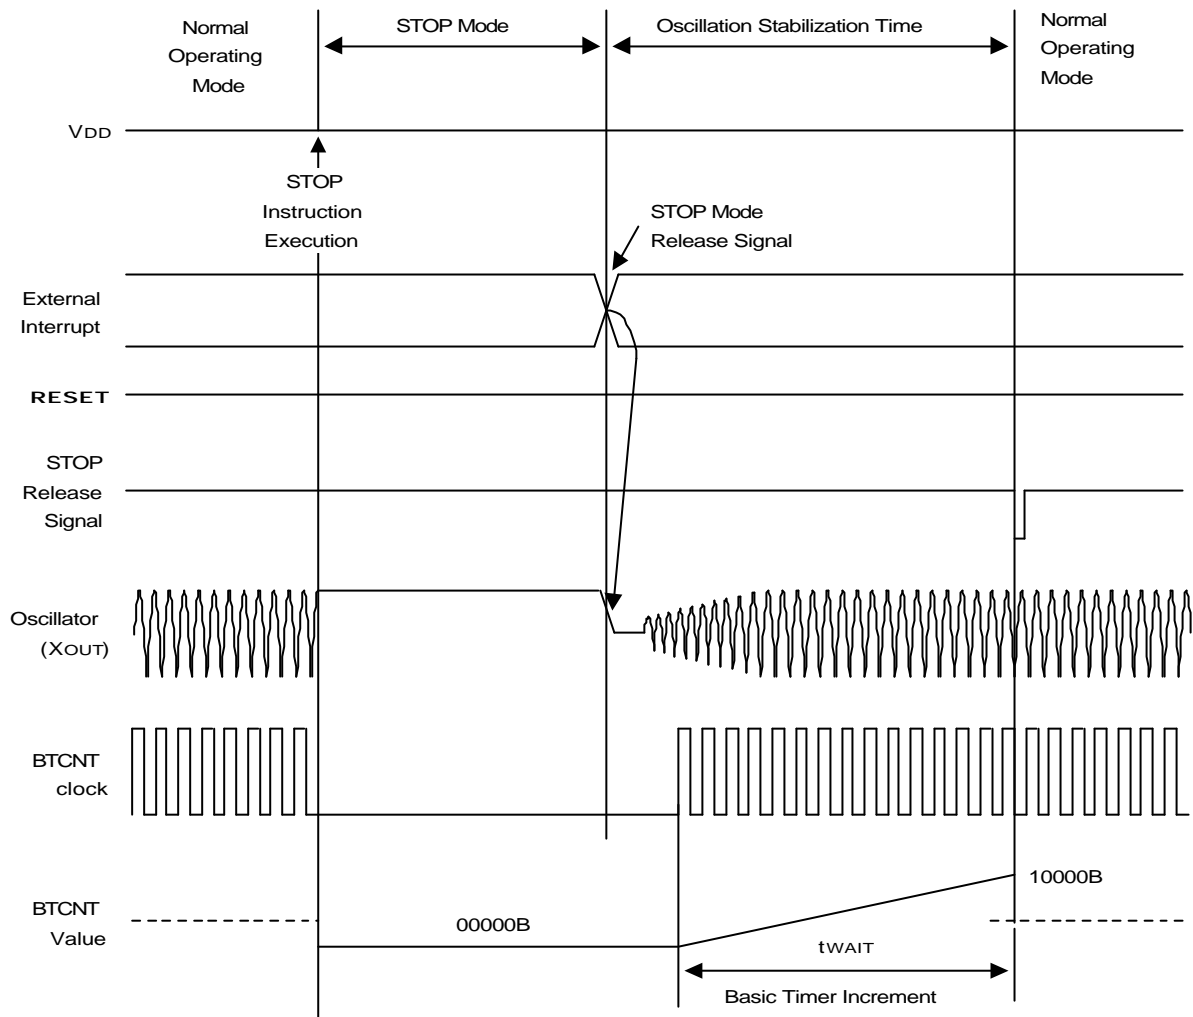 Normal
Operating
Mode
STOP Mode
Oscillation Stabilization Time
Normal
Operating
Mode
VDD
STOP
Instruction
Execution
STOP Mode
Release Signal
External
Interrupt
RESET
STOP
Release
Signal
Oscillator
(XOUT)
BTCNT
clock
BTCNT
Value
00000B
10000B
tWAIT
Basic Timer Increment